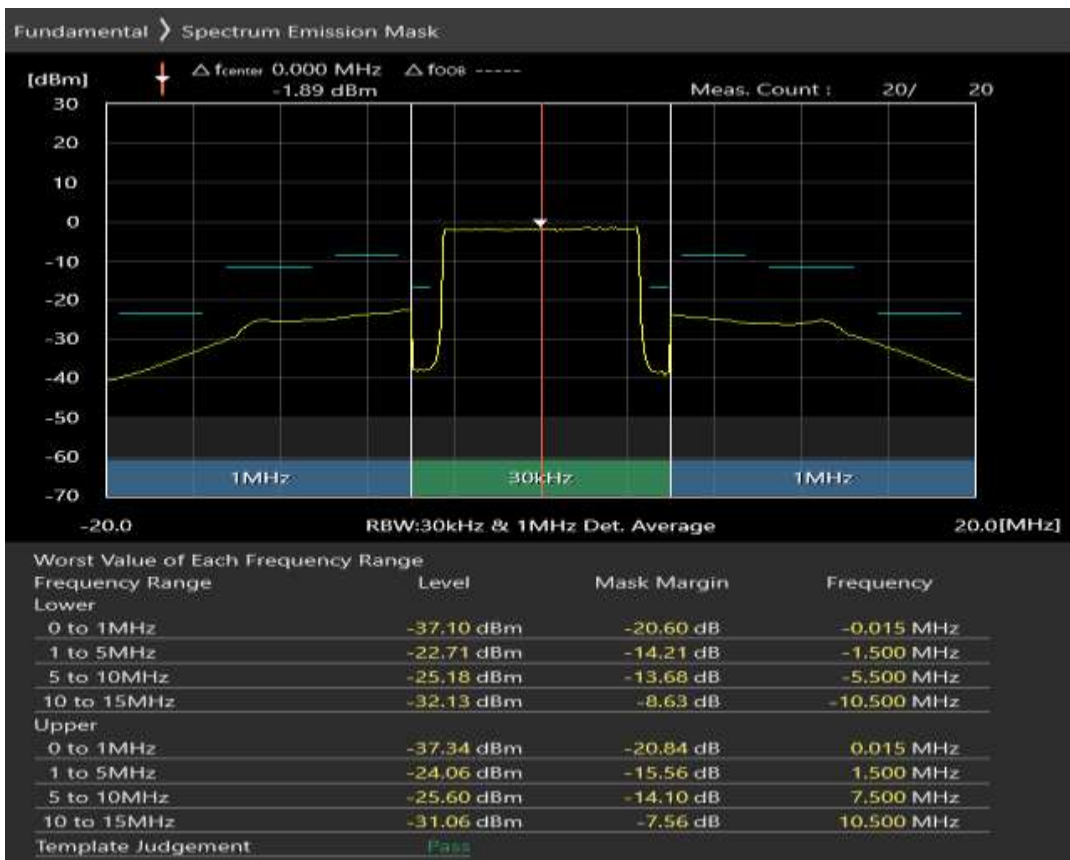 Fundamental ❯ Spectrum Emission Mask
[dBm] △ fcenter 0.000 MHz △ fOOB -----
-1.89 dBm Meas. Count : 20/ 20
30
20
10
0
-10
-20
-30
-40
-50
-60
1MHz 30kHz 1MHz
-70
-20.0 RBW:30kHz & 1MHz Det. Average 20.0[MHz]
Worst Value of Each Frequency Range
Frequency Range Level Mask Margin Frequency
Lower
0 to 1MHz -37.10 dBm -20.60 dB -0.015 MHz
1 to 5MHz -22.71 dBm -14.21 dB -1.500 MHz
5 to 10MHz -25.18 dBm -13.68 dB -5.500 MHz
10 to 15MHz -32.13 dBm -8.63 dB -10.500 MHz
Upper
0 to 1MHz -37.34 dBm -20.84 dB 0.015 MHz
1 to 5MHz -24.06 dBm -15.56 dB 1.500 MHz
5 to 10MHz -25.60 dBm -14.10 dB 7.500 MHz
10 to 15MHz -31.06 dBm -7.56 dB 10.500 MHz
Template Judgement Pass